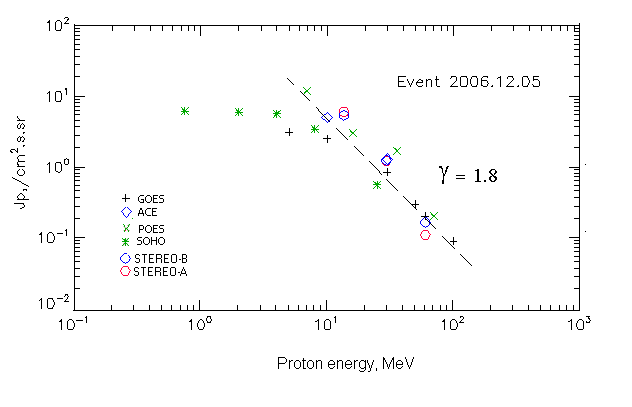 10²
10¹
10⁰
10⁻¹
10⁻²
Jp,/cm².s.sr
Event 2006.12.05
γ = 1.8
GOES
ACE
POES
SOHO
STEREO-B
STEREO-A
10⁻¹ 10⁰ 10¹ 10² 10³
Proton energy, MeV